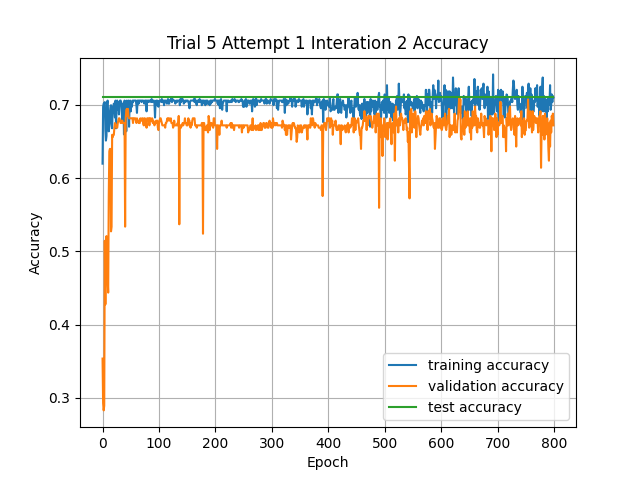 Trial 5 Attempt 1 Interation 2 Accuracy
0.7
0.6
0.5
0.4
0.3
Accuracy
0 100 200 300 400 500 600 700 800
Epoch
training accuracy
validation accuracy
test accuracy